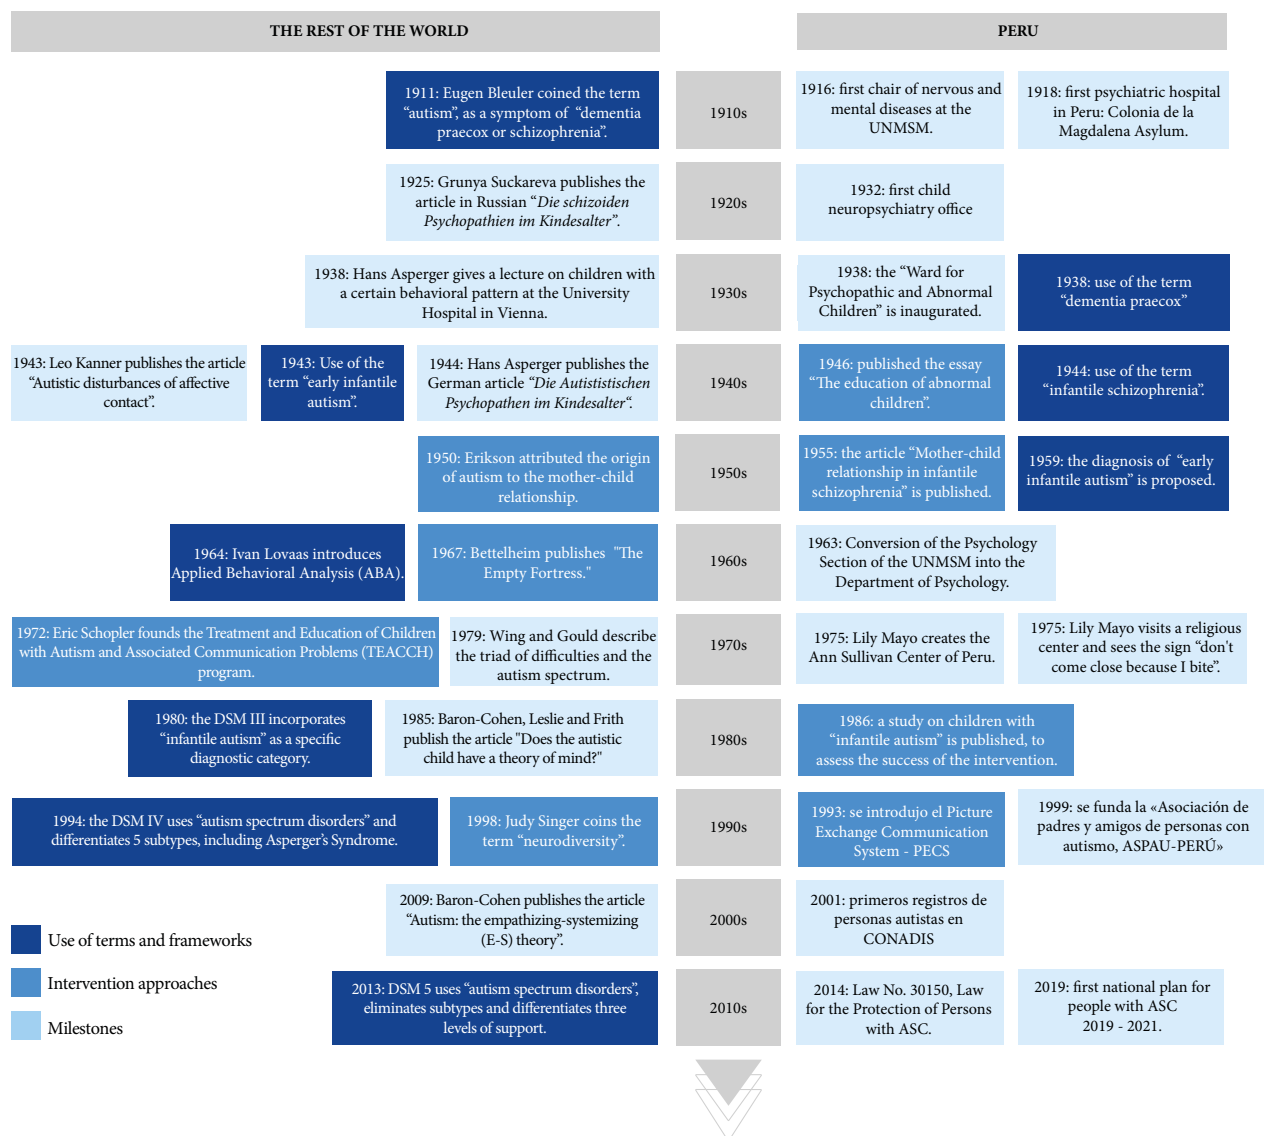 THE REST OF THE WORLD
PERU
1911: Eugen Bleuler coined the term
“autism”, as a symptom of “dementia
praecox or schizophrenia”.
1910s
1916: first chair of nervous and
mental diseases at the
UNMSM.
1918: first psychiatric hospital
in Peru: Colonia de la
Magdalena Asylum.
1925: Grunya Suckareva publishes the
article in Russian “Die schizoiden
Psychopathien im Kindesalter”.
1920s
1932: first child
neuropsychiatry office
1938: Hans Asperger gives a lecture on children with
a certain behavioral pattern at the University
Hospital in Vienna.
1930s
1938: the “Ward for
Psychopathic and Abnormal
Children” is inaugurated.
1938: use of the term
“dementia praecox”
1943: Leo Kanner publishes the article
“Autistic disturbances of affective
contact”.
1943: Use of the
term “early infantile
autism”.
1944: Hans Asperger publishes the
German article “Die Autististischen
Psychopathen im Kindesalter“.
1940s
1946: published the essay
“The education of abnormal
children”.
1944: use of the term
“infantile schizophrenia”.
1950: Erikson attributed the origin
of autism to the mother-child
relationship.
1950s
1955: the article “Mother-child
relationship in infantile
schizophrenia” is published.
1959: the diagnosis of “early
infantile autism” is proposed.
1964: Ivan Lovaas introduces
Applied Behavioral Analysis (ABA).
1967: Bettelheim publishes "The
Empty Fortress."
1960s
1963: Conversion of the Psychology
Section of the UNMSM into the
Department of Psychology.
1972: Eric Schopler founds the Treatment and Education of Children
with Autism and Associated Communication Problems (TEACCH)
program.
1979: Wing and Gould describe
the triad of difficulties and the
autism spectrum.
1970s
1975: Lily Mayo creates the
Ann Sullivan Center of Peru.
1975: Lily Mayo visits a religious
center and sees the sign “don't
come close because I bite”.
1980: the DSM III incorporates
“infantile autism” as a specific
diagnostic category.
1985: Baron-Cohen, Leslie and Frith
publish the article "Does the autistic
child have a theory of mind?"
1980s
1986: a study on children with
“infantile autism” is published, to
assess the success of the intervention.
1994: the DSM IV uses “autism spectrum disorders” and
differentiates 5 subtypes, including Asperger’s Syndrome.
1998: Judy Singer coins the
term “neurodiversity”.
1990s
1993: se introdujo el Picture
Exchange Communication
System - PECS
1999: se funda la «Asociación de
padres y amigos de personas con
autismo, ASPAU-PERÚ»
2009: Baron-Cohen publishes the article
“Autism: the empathizing-systemizing
(E-S) theory”.
2000s
2001: primeros registros de
personas autistas en
CONADIS
2013: DSM 5 uses “autism spectrum disorders”,
eliminates subtypes and differentiates three
levels of support.
2010s
2014: Law No. 30150, Law
for the Protection of Persons
with ASC.
2019: first national plan for
people with ASC
2019 - 2021.
Use of terms and frameworks
Intervention approaches
Milestones